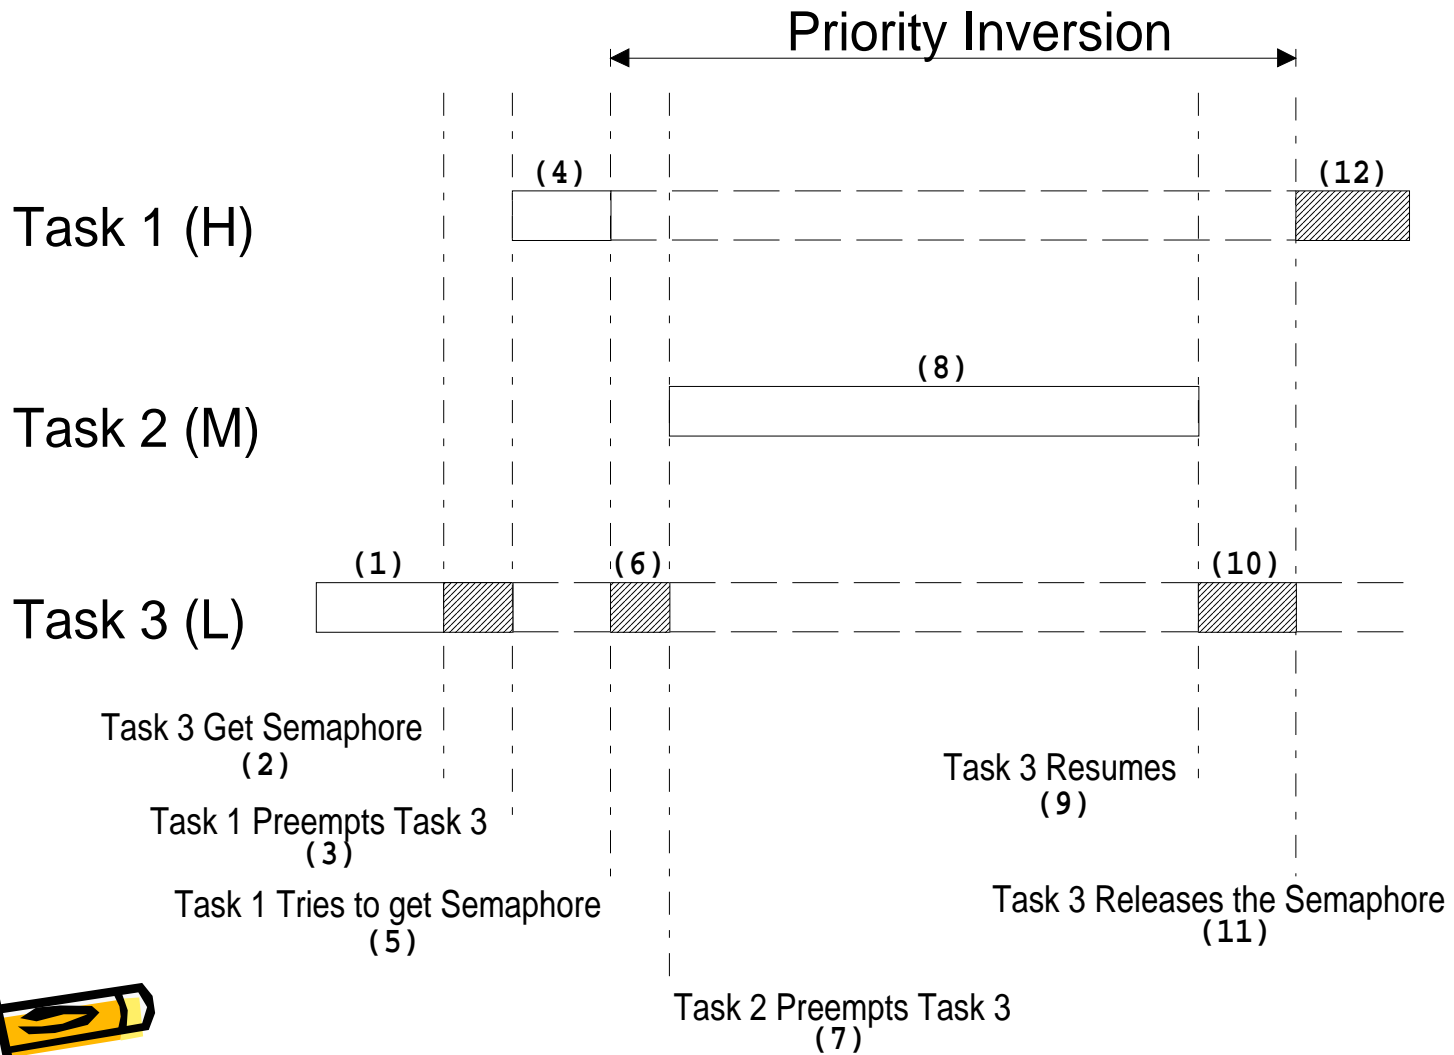 Priority Inversion
(4)
(12)
Task 1 (H)
(8)
Task 2 (M)
(1)
(6)
(10)
Task 3 (L)
Task 3 Get Semaphore
(2)
Task 3 Resumes
(9)
Task 1 Preempts Task 3
(3)
Task 1 Tries to get Semaphore
(5)
Task 3 Releases the Semaphore
(11)
Task 2 Preempts Task 3
(7)